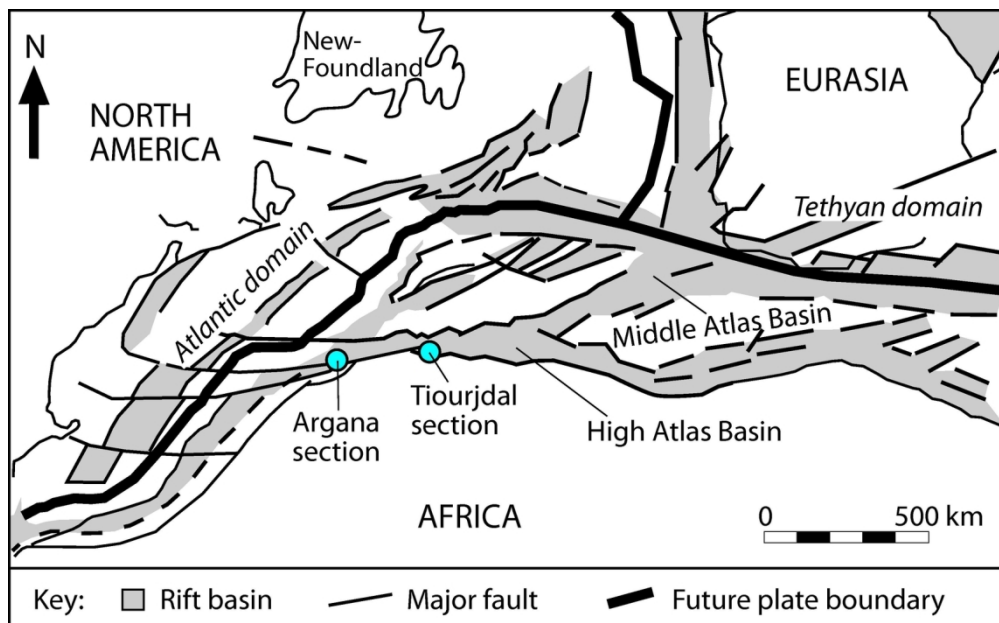 N
New-
Foundland
NORTH
AMERICA
EURASIA
Tethyan domain
Atlantic domain
Middle Atlas Basin
Argana
section
Tiourjdal
section
High Atlas Basin
AFRICA
0 500 km
Key: Rift basin Major fault Future plate boundary